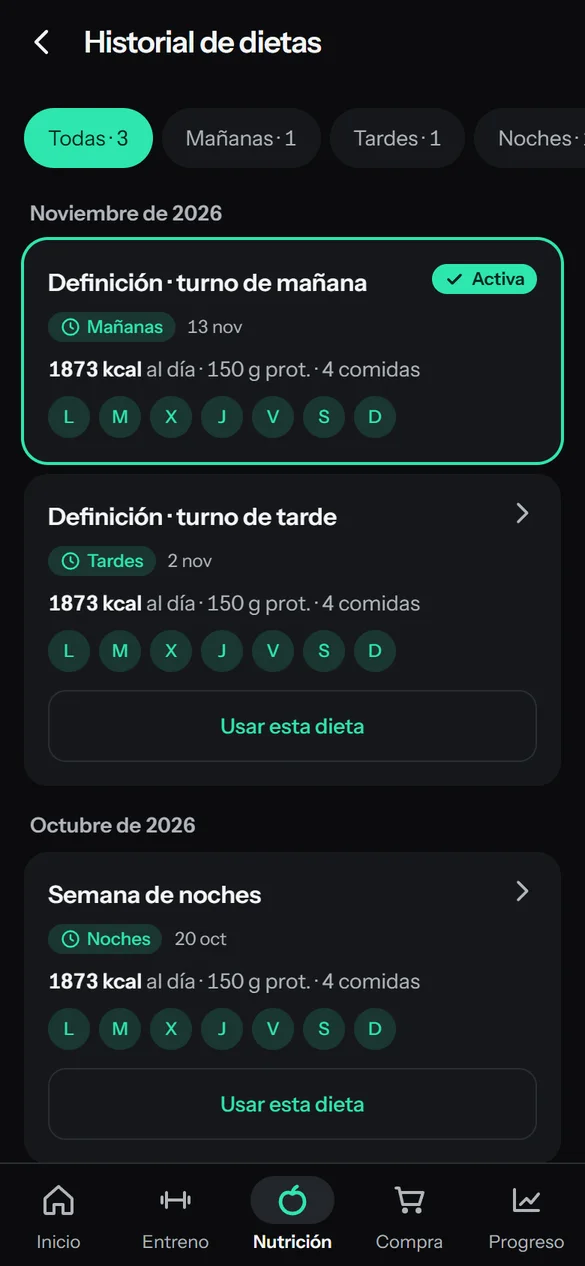 Historial de dietas
Todas · 3
Mañanas · 1
Tardes · 1
Noches ·
Noviembre de 2026
Definición · turno de mañana
Activa
Mañanas
13 nov
1873 kcal al día · 150 g prot. · 4 comidas
L M X J V S D
Definición · turno de tarde
Tardes
2 nov
1873 kcal al día · 150 g prot. · 4 comidas
L M X J V S D
Usar esta dieta
Octubre de 2026
Semana de noches
Noches
20 oct
1873 kcal al día · 150 g prot. · 4 comidas
L M X J V S D
Usar esta dieta
Inicio
Entreno
Nutrición
Compra
Progreso